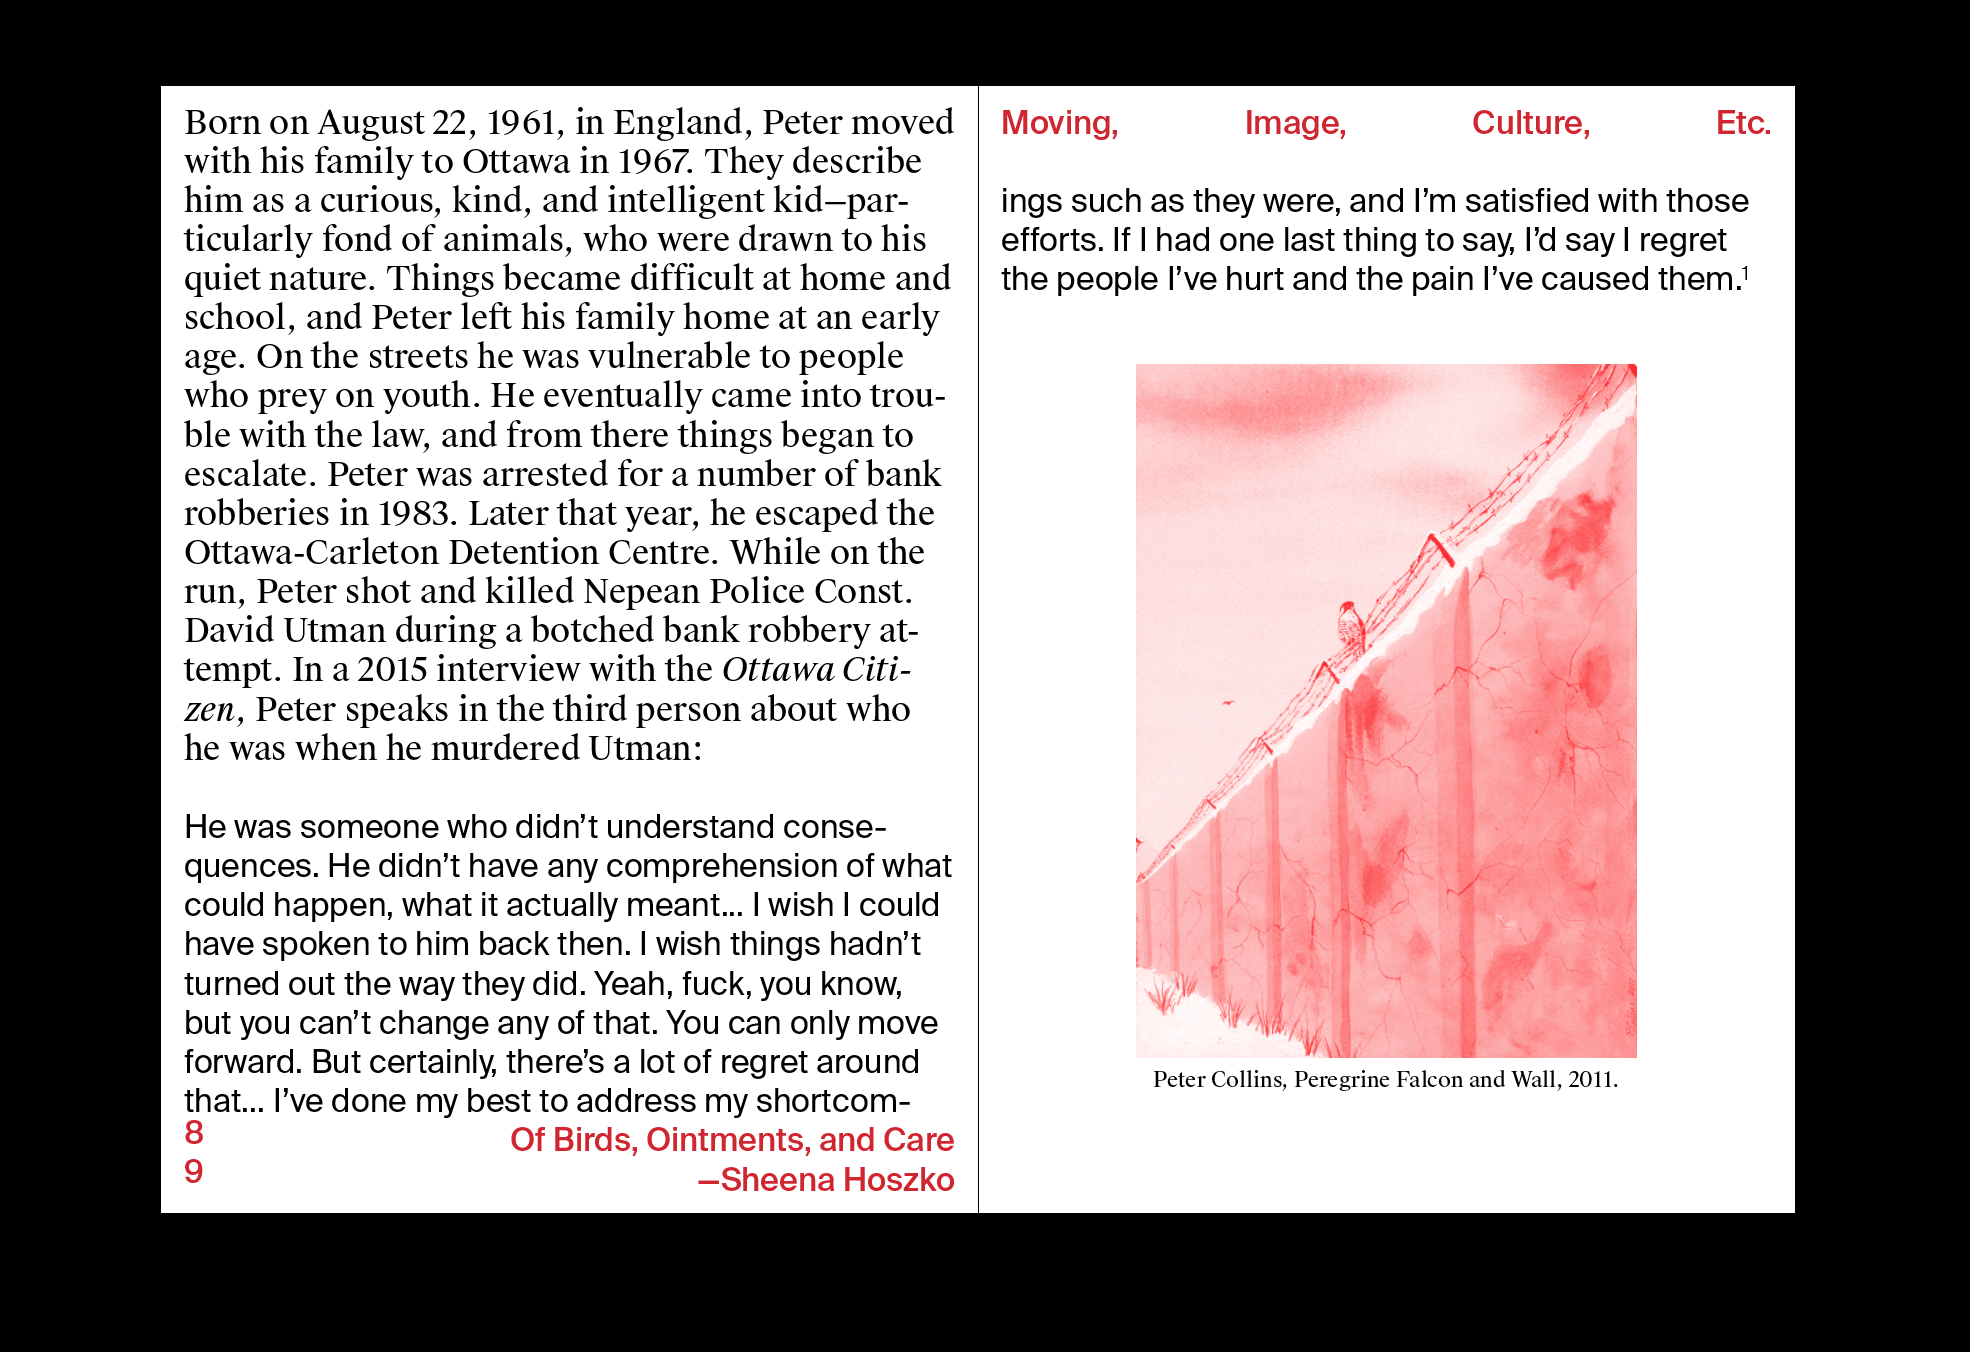 Born on August 22, 1961, in England, Peter moved
with his family to Ottawa in 1967. They describe
him as a curious, kind, and intelligent kid—par-
ticularly fond of animals, who were drawn to his
quiet nature. Things became difficult at home and
school, and Peter left his family home at an early
age. On the streets he was vulnerable to people
who prey on youth. He eventually came into trou-
ble with the law, and from there things began to
escalate. Peter was arrested for a number of bank
robberies in 1983. Later that year, he escaped the
Ottawa-Carleton Detention Centre. While on the
run, Peter shot and killed Nepean Police Const.
David Utman during a botched bank robbery at-
tempt. In a 2015 interview with the Ottawa Citi-
zen, Peter speaks in the third person about who
he was when he murdered Utman:
He was someone who didn’t understand conse-
quences. He didn’t have any comprehension of what
could happen, what it actually meant... I wish I could
have spoken to him back then. I wish things hadn’t
turned out the way they did. Yeah, fuck, you know,
but you can’t change any of that. You can only move
forward. But certainly, there’s a lot of regret around
that... I’ve done my best to address my shortcom-
8
9
Of Birds, Ointments, and Care
—Sheena Hoszko
Moving, Image, Culture, Etc.
ings such as they were, and I’m satisfied with those
efforts. If I had one last thing to say, I’d say I regret
the people I’ve hurt and the pain I’ve caused them.¹
Peter Collins, Peregrine Falcon and Wall, 2011.